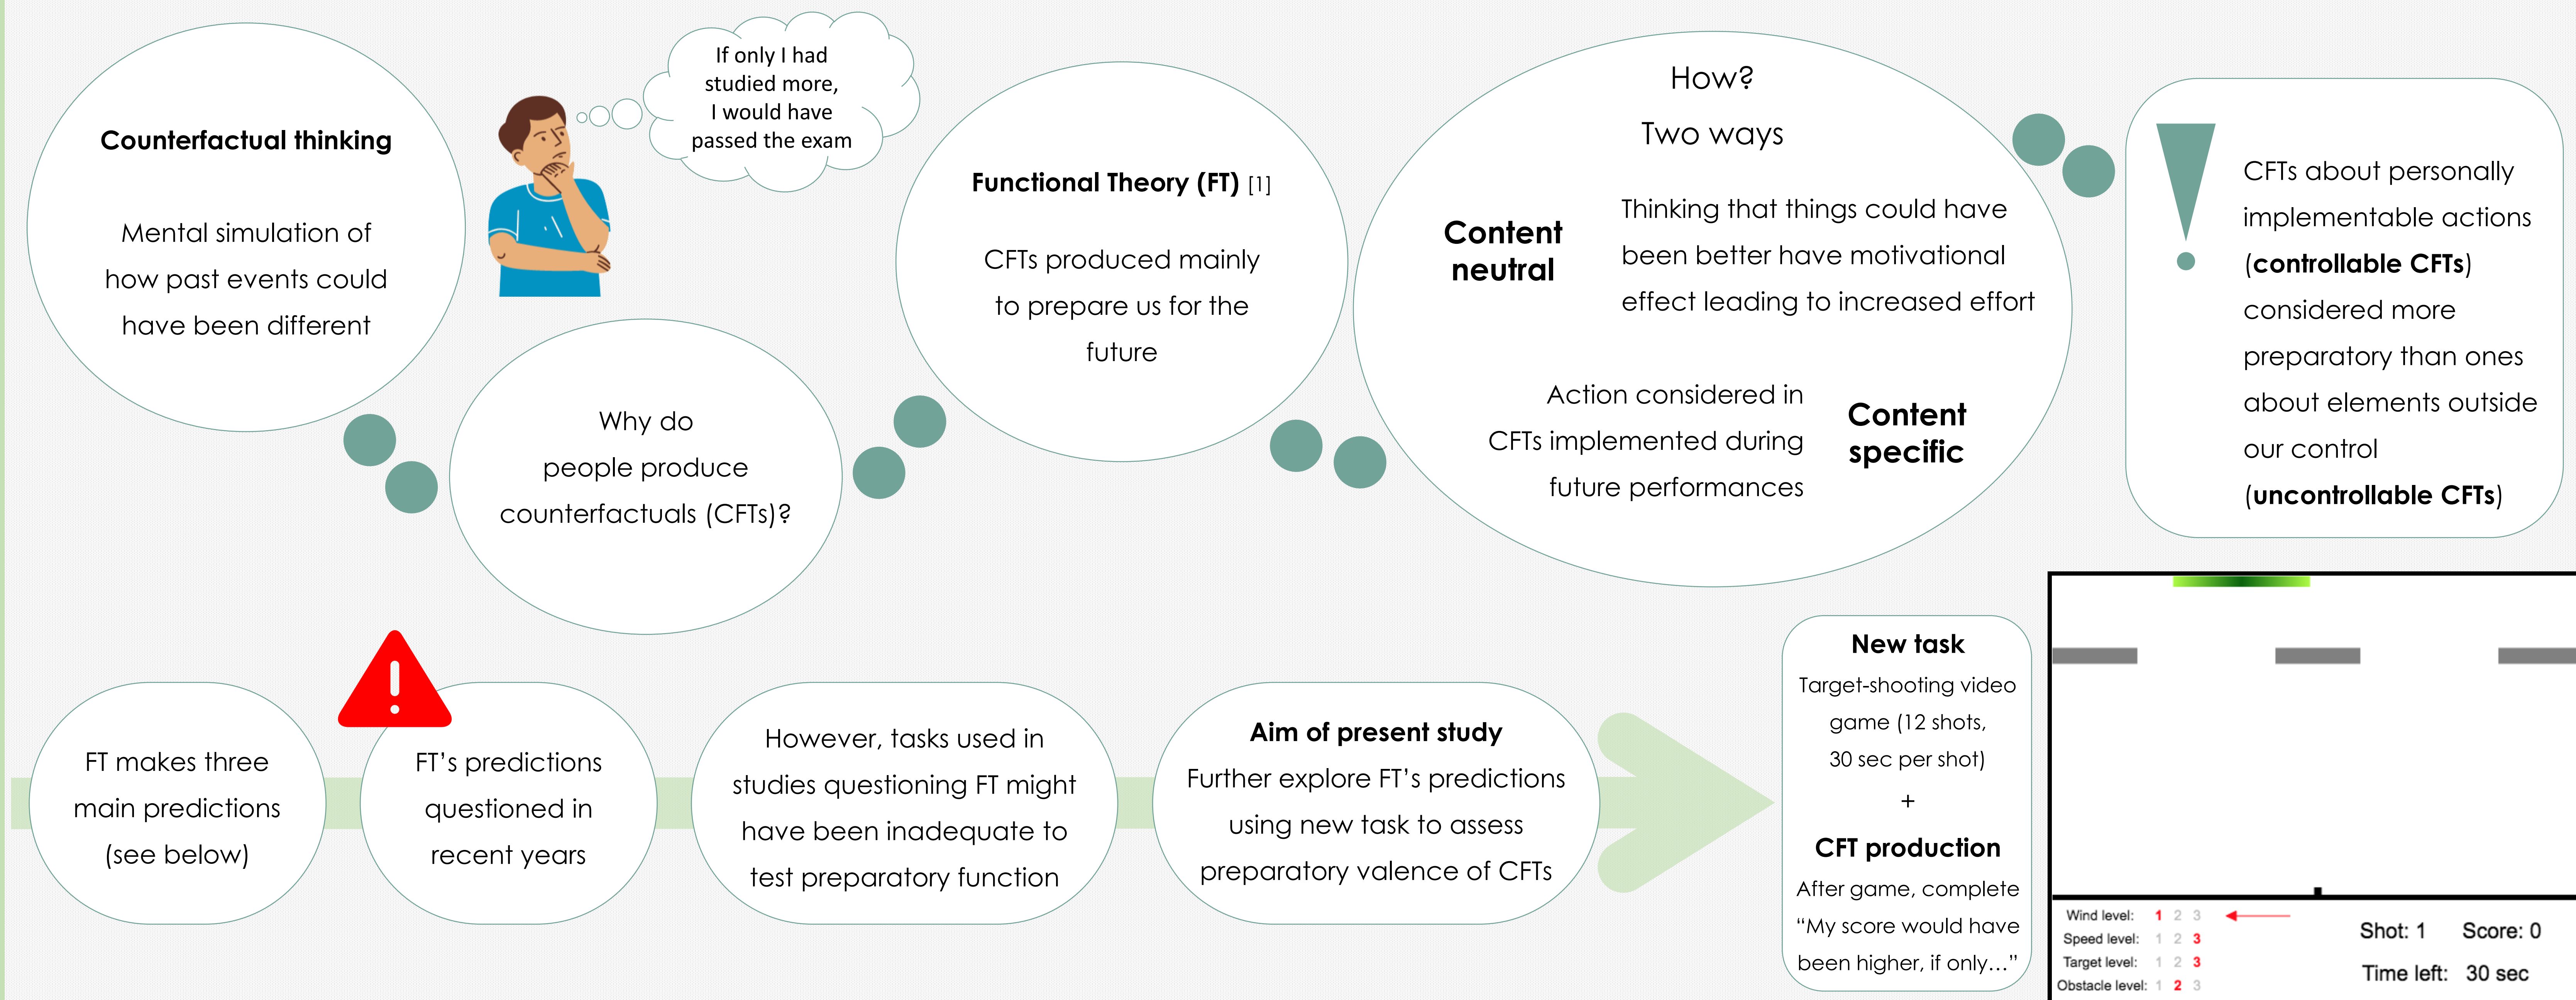 Counterfactual thinking
Mental simulation of
how past events could
have been different
If only I had
studied more,
I would have
passed the exam
Why do
people produce
counterfactuals (CFTs)?
Functional Theory (FT) [1]
CFTs produced mainly
to prepare us for the
future
How?
Two ways
Content
neutral
Thinking that things could have
been better have motivational
effect leading to increased effort
Action considered in
CFTs implemented during
future performances
Content
specific
CFTs about personally
implementable actions
(controllable CFTs)
considered more
preparatory than ones
about elements outside
our control
(uncontrollable CFTs)
FT makes three
main predictions
(see below)
FT's predictions
questioned in
recent years
However, tasks used in
studies questioning FT might
have been inadequate to
test preparatory function
Aim of present study
Further explore FT's predictions
using new task to assess
preparatory valence of CFTs
New task
Target-shooting video
game (12 shots,
30 sec per shot)
+
CFT production
After game, complete
“My score would have
been higher, if only…”
Wind level: 1 2 3
Speed level: 1 2 3
Target level: 1 2 3
Obstacle level: 1 2 3
Shot: 1 Score: 0
Time left: 30 sec